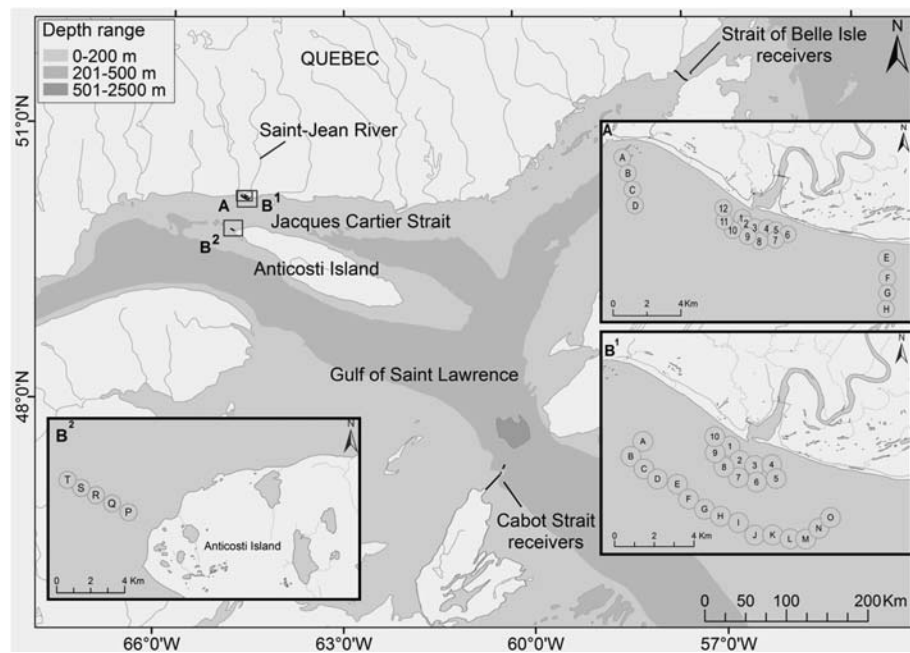 Depth range
0-200 m
201-500 m
501-2500 m
QUEBEC
Strait of Belle Isle
receivers
N
Saint-Jean River
51°0'N
48°0'N
A
B1
B2
Jacques Cartier Strait
Anticosti Island
Gulf of Saint Lawrence
Cabot Strait
receivers
0 50 100 200 Km
66°0'W 63°0'W 60°0'W 57°0'W
A
N
A
B
C
D
12
11
10
1
2
3
4
5
6
9
8
7
E
F
G
H
0 2 4 Km
B1
N
A
B
C
D
E
F
G
H
I
J
K
L
M
N
O
10
9
8
7
1
2
3
4
6
5
0 2 4 Km
B2
N
T
S
R
Q
P
Anticosti Island
0 2 4 Km